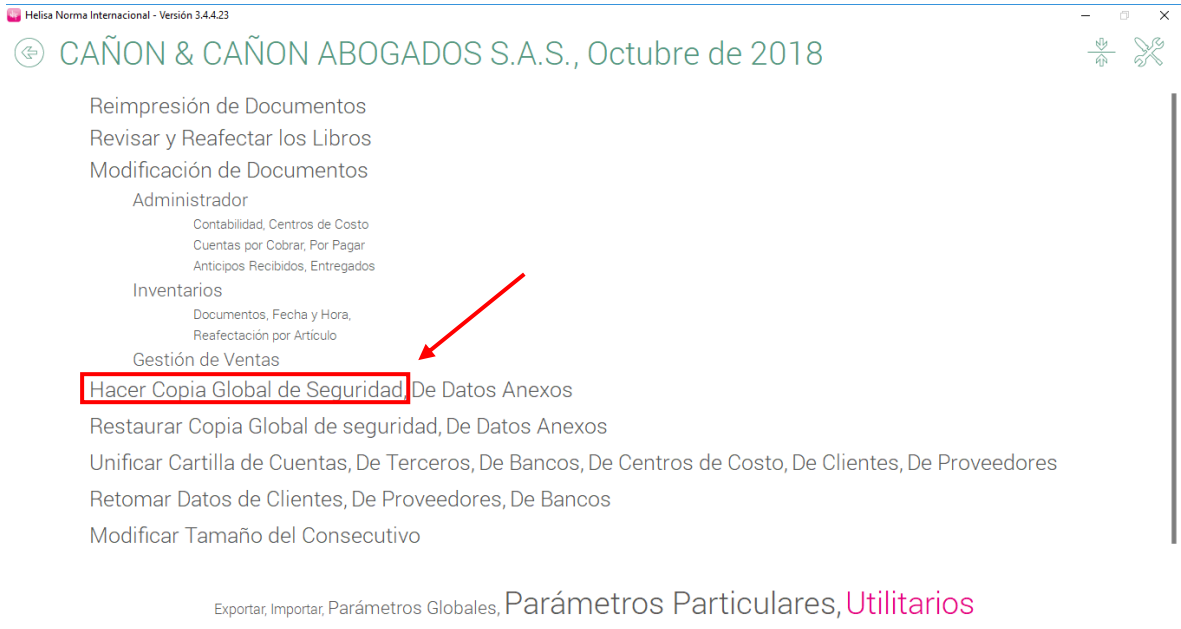 Helisa Norma Internacional - Versión 3.4.4.23
CAÑON & CAÑON ABOGADOS S.A.S., Octubre de 2018
Reimpresión de Documentos
Revisar y Reafectar los Libros
Modificación de Documentos
Administrador
Contabilidad, Centros de Costo
Cuentas por Cobrar, Por Pagar
Anticipos Recibidos, Entregados
Inventarios
Documentos, Fecha y Hora,
Reafectación por Artículo
Gestión de Ventas
Hacer Copia Global de Seguridad, De Datos Anexos
Restaurar Copia Global de seguridad, De Datos Anexos
Unificar Cartilla de Cuentas, De Terceros, De Bancos, De Centros de Costo, De Clientes, De Proveedores
Retomar Datos de Clientes, De Proveedores, De Bancos
Modificar Tamaño del Consecutivo
Exportar, Importar, Parámetros Globales, Parámetros Particulares, Utilitarios